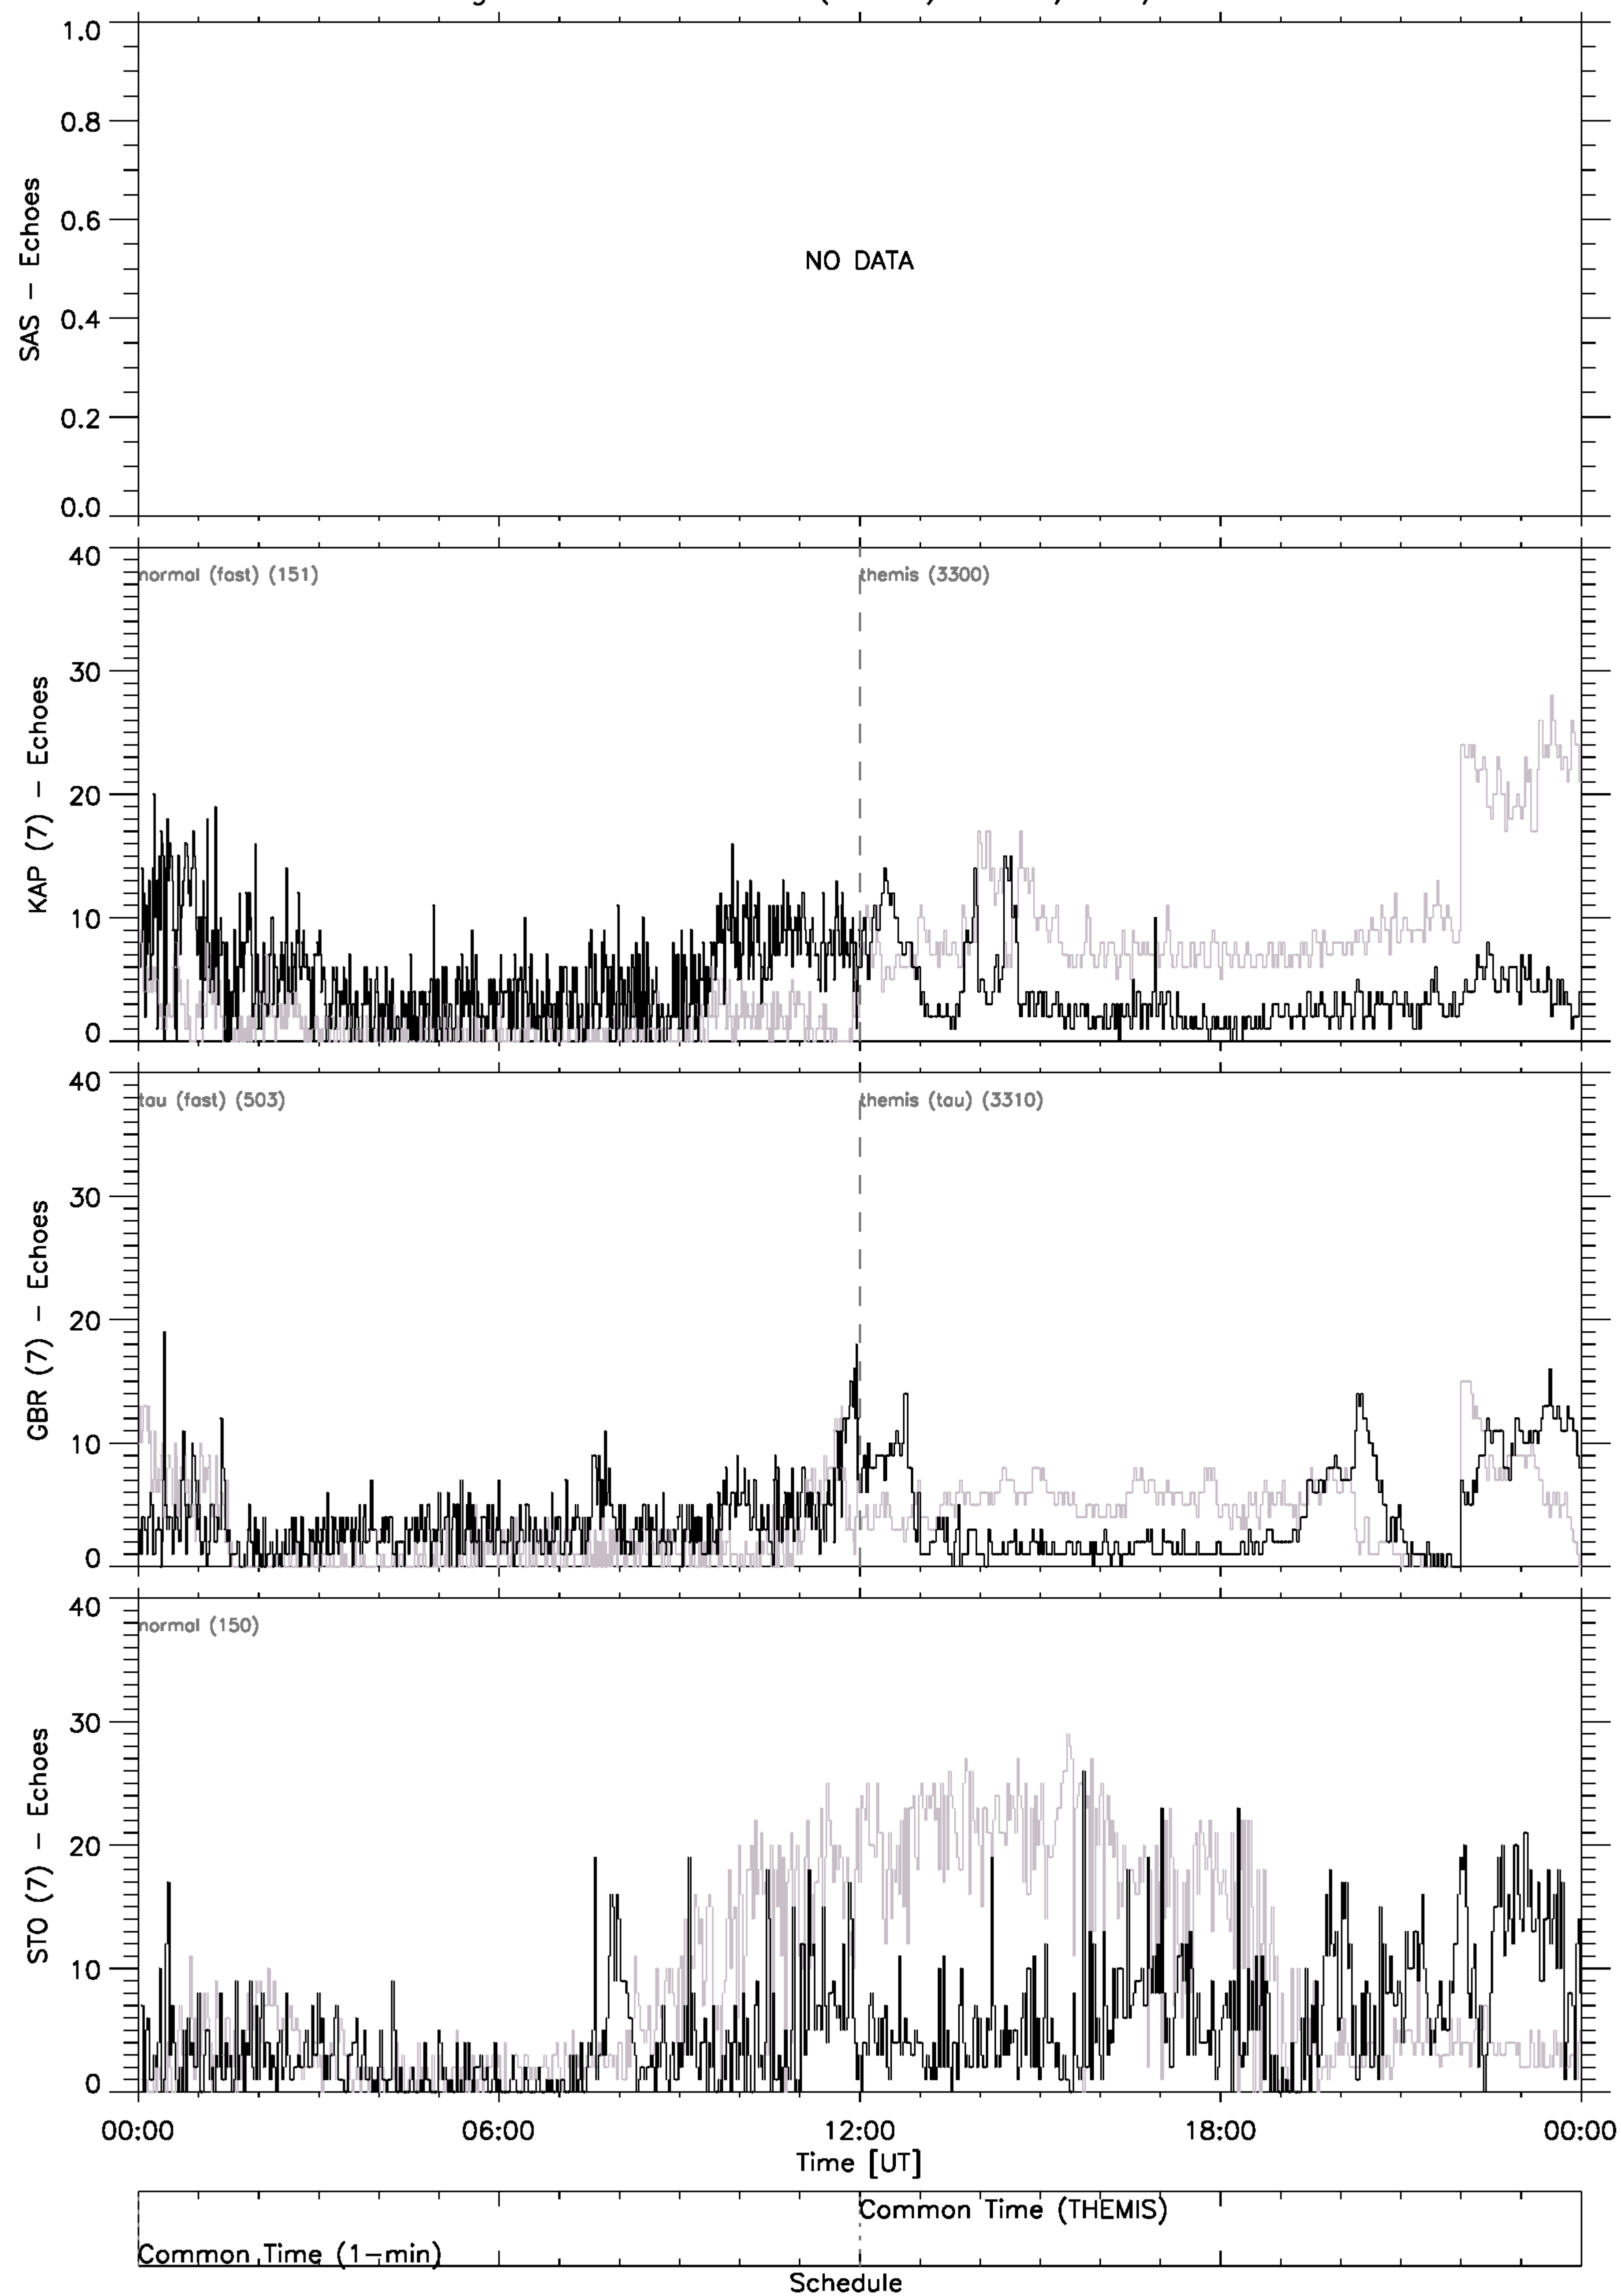 1.0
0.8
0.6
0.4
0.2
0.0
SAS - Echoes
NO DATA
40
30
20
10
0
KAP (7) - Echoes
normal (fast) (151)
themis (3300)
40
30
20
10
0
GBR (7) - Echoes
tau (fast) (503)
themis (tau) (3310)
40
30
20
10
0
STO (7) - Echoes
normal (150)
00:00 06:00 12:00 18:00 00:00
Time [UT]
Common Time (THEMIS)
Common Time (1-min)
Schedule